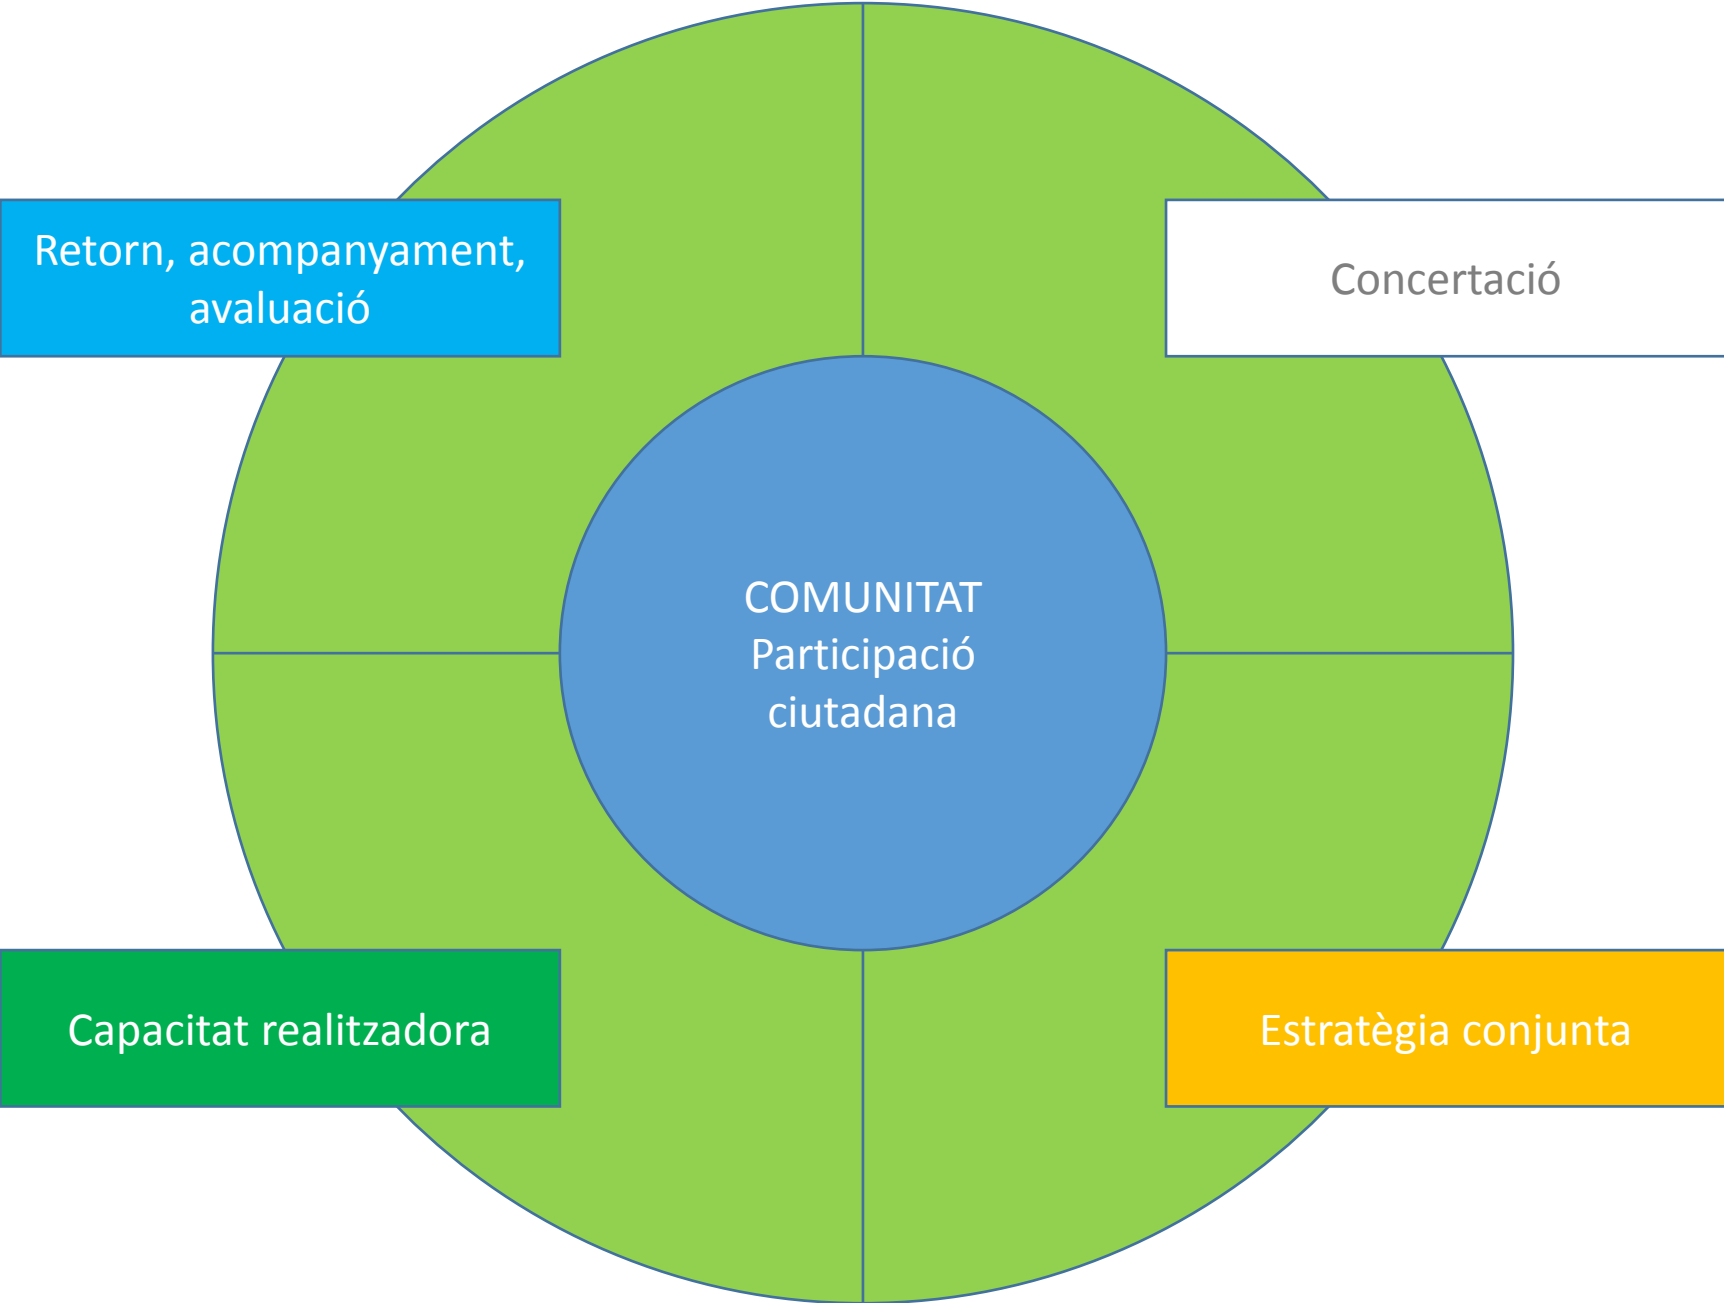 Retorn, acompanyament,
avaluació
Concertació
COMUNITAT
Participació
ciutadana
Capacitat realitzadora
Estratègia conjunta